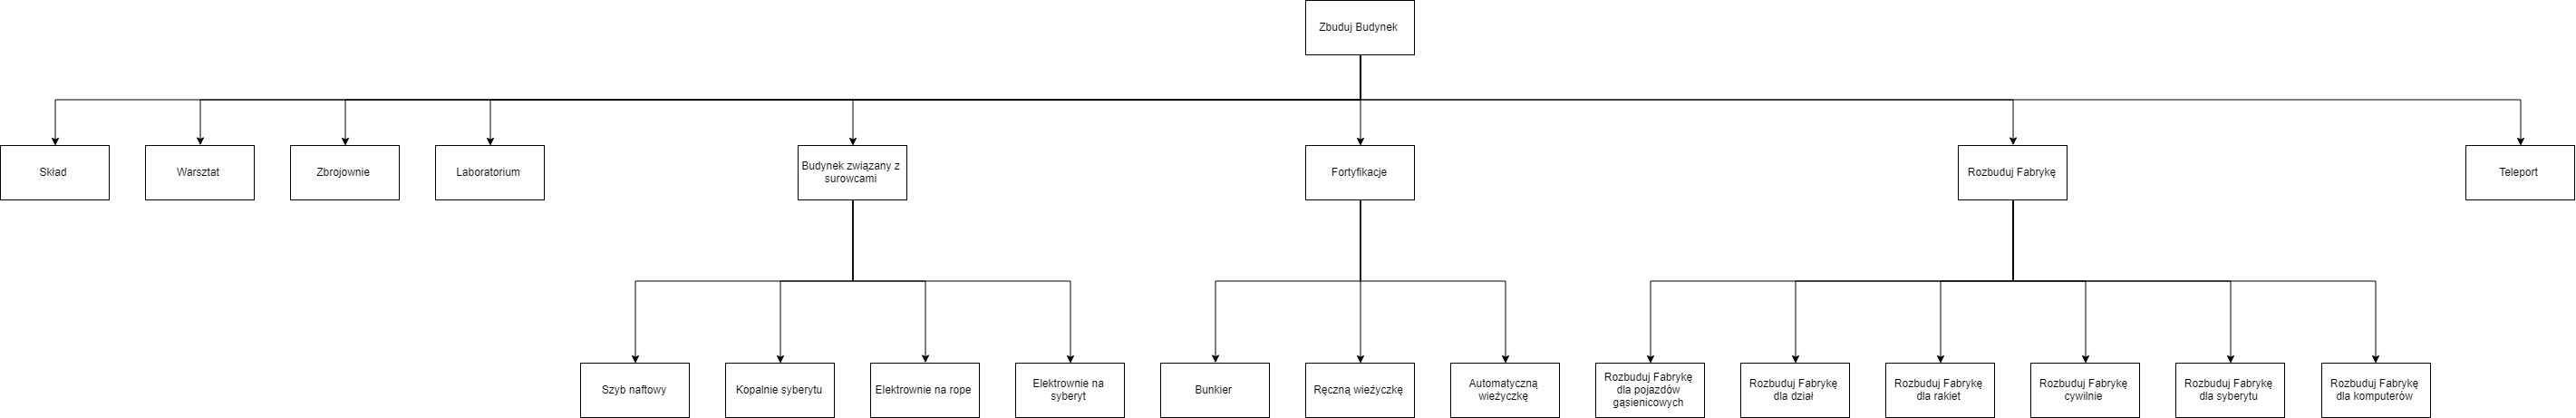 Zbuduj Budynek
Skład
Warsztat
Zbrojownie
Laboratorium
Budynek związany z
surowcami
Fortyfikacje
Rozbuduj Fabrykę
Teleport
Szyb naftowy
Kopalnie syberytu
Elektrownie na rope
Elektrownie na
syberyt
Bunkier
Ręczną wieżyczkę
Automatyczną
wieżyczkę
Rozbuduj Fabrykę
dla pojazdów
gąsienicowych
Rozbuduj Fabrykę
dla dział
Rozbuduj Fabrykę
dla rakiet
Rozbuduj Fabrykę
cywilnie
Rozbuduj Fabrykę
dla syberytu
Rozbuduj Fabrykę
dla komputerów